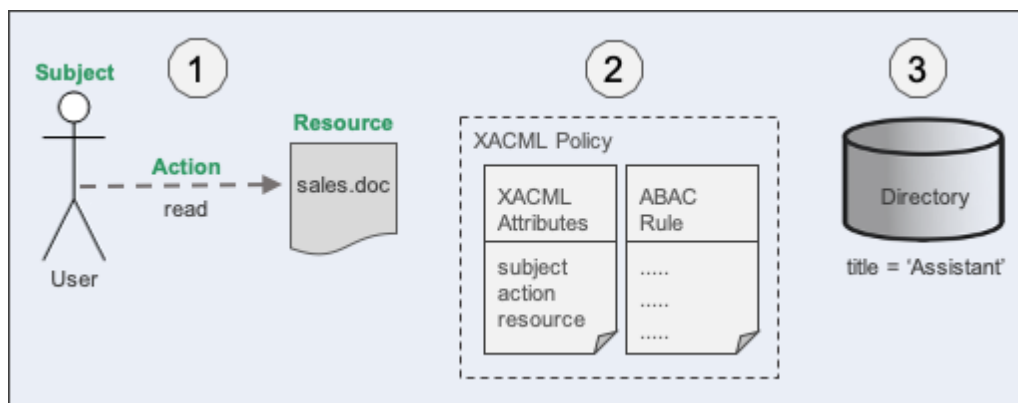 1
Subject
Action
read
User
Resource
sales.doc
2
XACML Policy
XACML
Attributes
subject
action
resource
ABAC
Rule
.....
.....
.....
3
Directory
title = ‘Assistant’